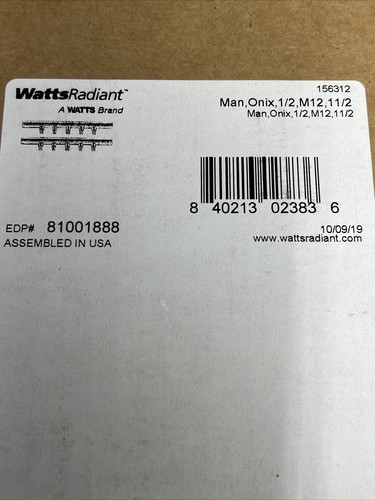 WattsRadiant™
A WATTS Brand
156312
Man,Onix,1/2,M12,11/2
Man,Onix,1/2,M12,11/2
8 40213 02383 6
EDP# 81001888
ASSEMBLED IN USA
10/09/19
www.wattsradiant.com